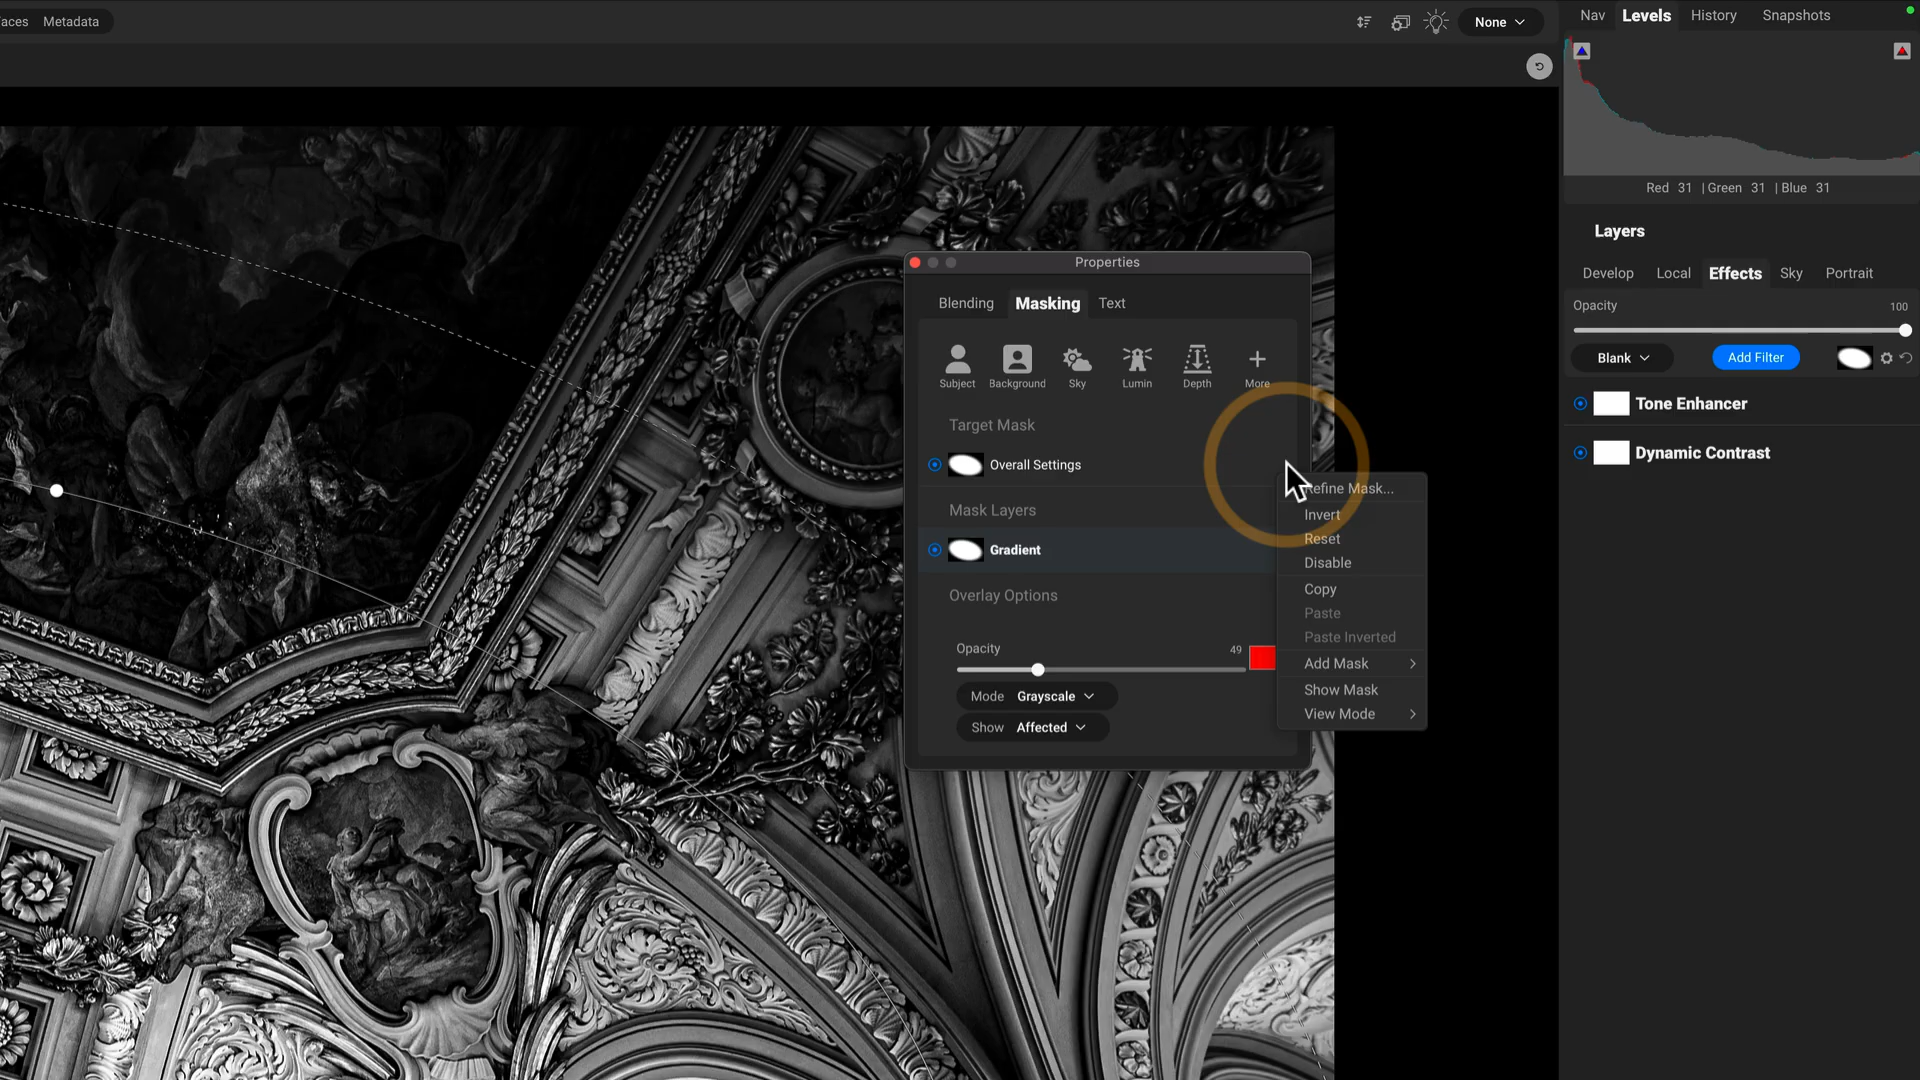 aces Metadata
None
Nav Levels History Snapshots
Red 31 | Green 31 | Blue 31
Layers
Develop Local Effects Sky Portrait
Opacity 100
Blank Add Filter
Tone Enhancer
Dynamic Contrast
Properties
Blending Masking Text
Subject Background Sky Lumin Depth More
Target Mask
Overall Settings
Mask Layers
Gradient
Overlay Options
Opacity 49
Mode Grayscale
Show Affected
Refine Mask...
Invert
Reset
Disable
Copy
Paste
Paste Inverted
Add Mask
Show Mask
View Mode